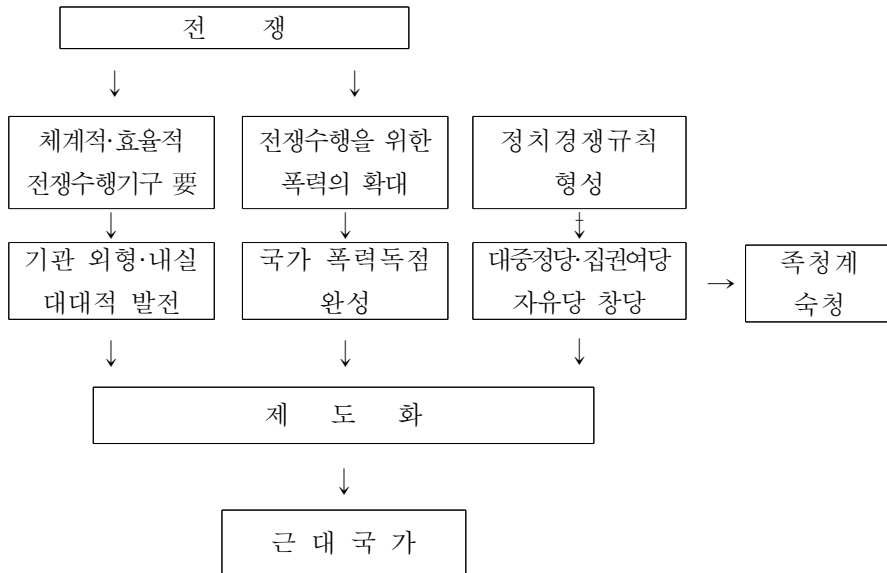 전 쟁
↓ ↓
체계적·효율적
전쟁수행기구 要
전쟁수행을 위한
폭력의 확대
정치경쟁규칙
형성
↓ ↓ ↓
기관 외형·내실
대대적 발전
국가 폭력독점
완성
대중정당·집권여당
자유당 창당
→
족청계
숙청
↓ ↓ ↓
제 도 화
↓
근 대 국 가